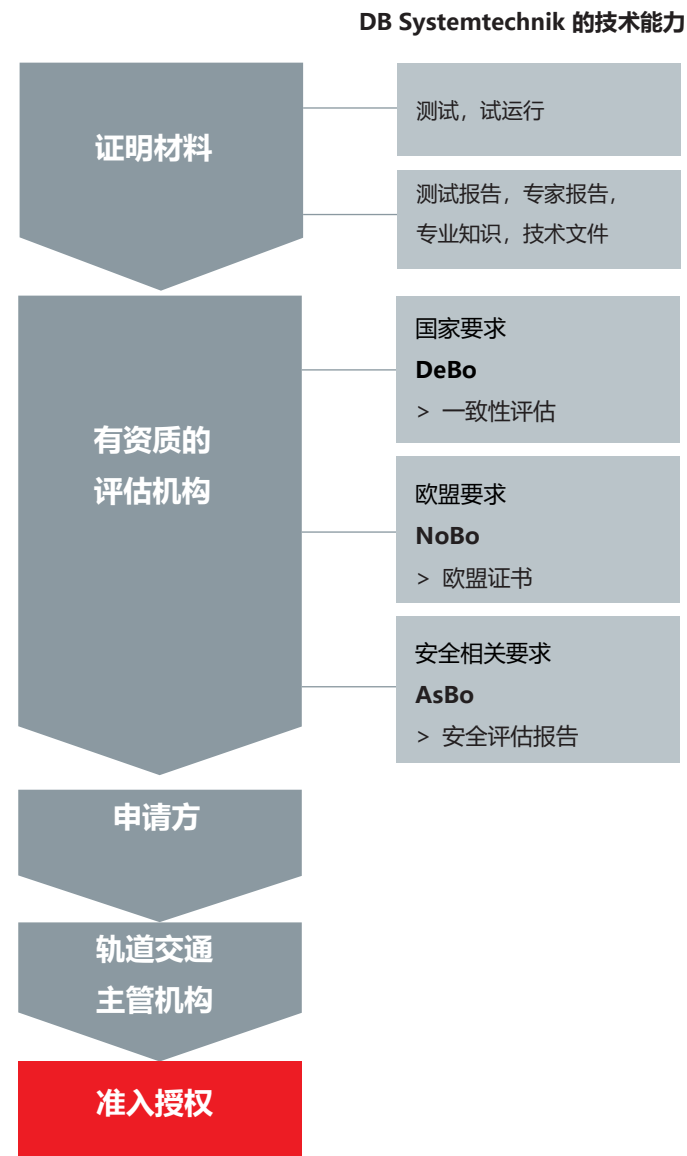 DB Systemtechnik 的技术能力
证明材料
测试，试运行
测试报告，专家报告，
专业知识，技术文件
有资质的
评估机构
国家要求
DeBo
> 一致性评估
欧盟要求
NoBo
> 欧盟证书
安全相关要求
AsBo
> 安全评估报告
申请方
轨道交通
主管机构
准入授权